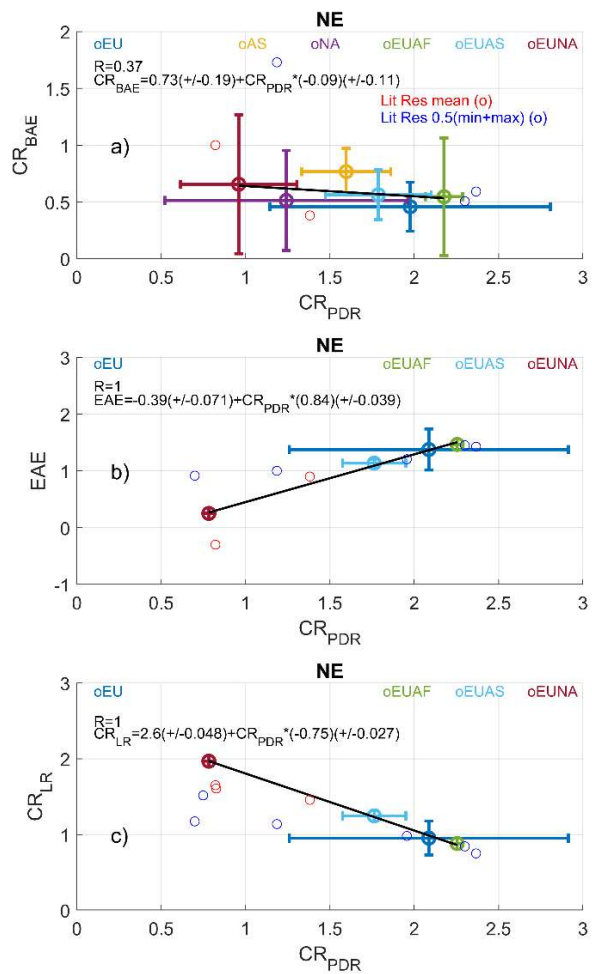 NE
oEU oAS oNA oEUAF oEUAS oEUNA
R=0.37
CR_BAE=0.73(+/-0.19)+CR_PDR*(-0.09)(+/-0.11)
Lit Res mean (o)
Lit Res 0.5(min+max) (o)
a)
CR_BAE
2
1.5
1
0.5
0
0 0.5 1 1.5 2 2.5 3
CR_PDR
NE
oEU oEUAF oEUAS oEUNA
R=1
EAE=-0.39(+/-0.071)+CR_PDR*(0.84)(+/-0.039)
b)
EAE
3
2
1
0
-1
0 0.5 1 1.5 2 2.5 3
CR_PDR
NE
oEU oEUAF oEUAS oEUNA
R=1
CR_LR=2.6(+/-0.048)+CR_PDR*(-0.75)(+/-0.027)
c)
CR_LR
3
2
1
0
0 0.5 1 1.5 2 2.5 3
CR_PDR